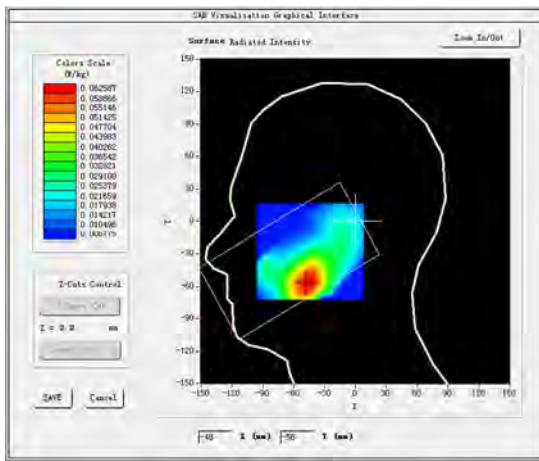 SAR Visualisation Graphical Interface
Surface Radiated Intensity
Zoom In/Out
Colors Scale
(W/kg)
0.062587
0.058866
0.055146
0.051425
0.047704
0.043983
0.040262
0.036542
0.032821
0.029100
0.025379
0.021659
0.017938
0.014217
0.010496
0.006775
150
120
90
60
30
0
-30
-60
-90
-120
-150
Y
-150 -120 -90 -60 -30 0 30 60 90 120 150
X
Z-Cuts Control
Z = 0.0 mm
SAVE Cancel
-48 X (mm) -56 Y (mm)